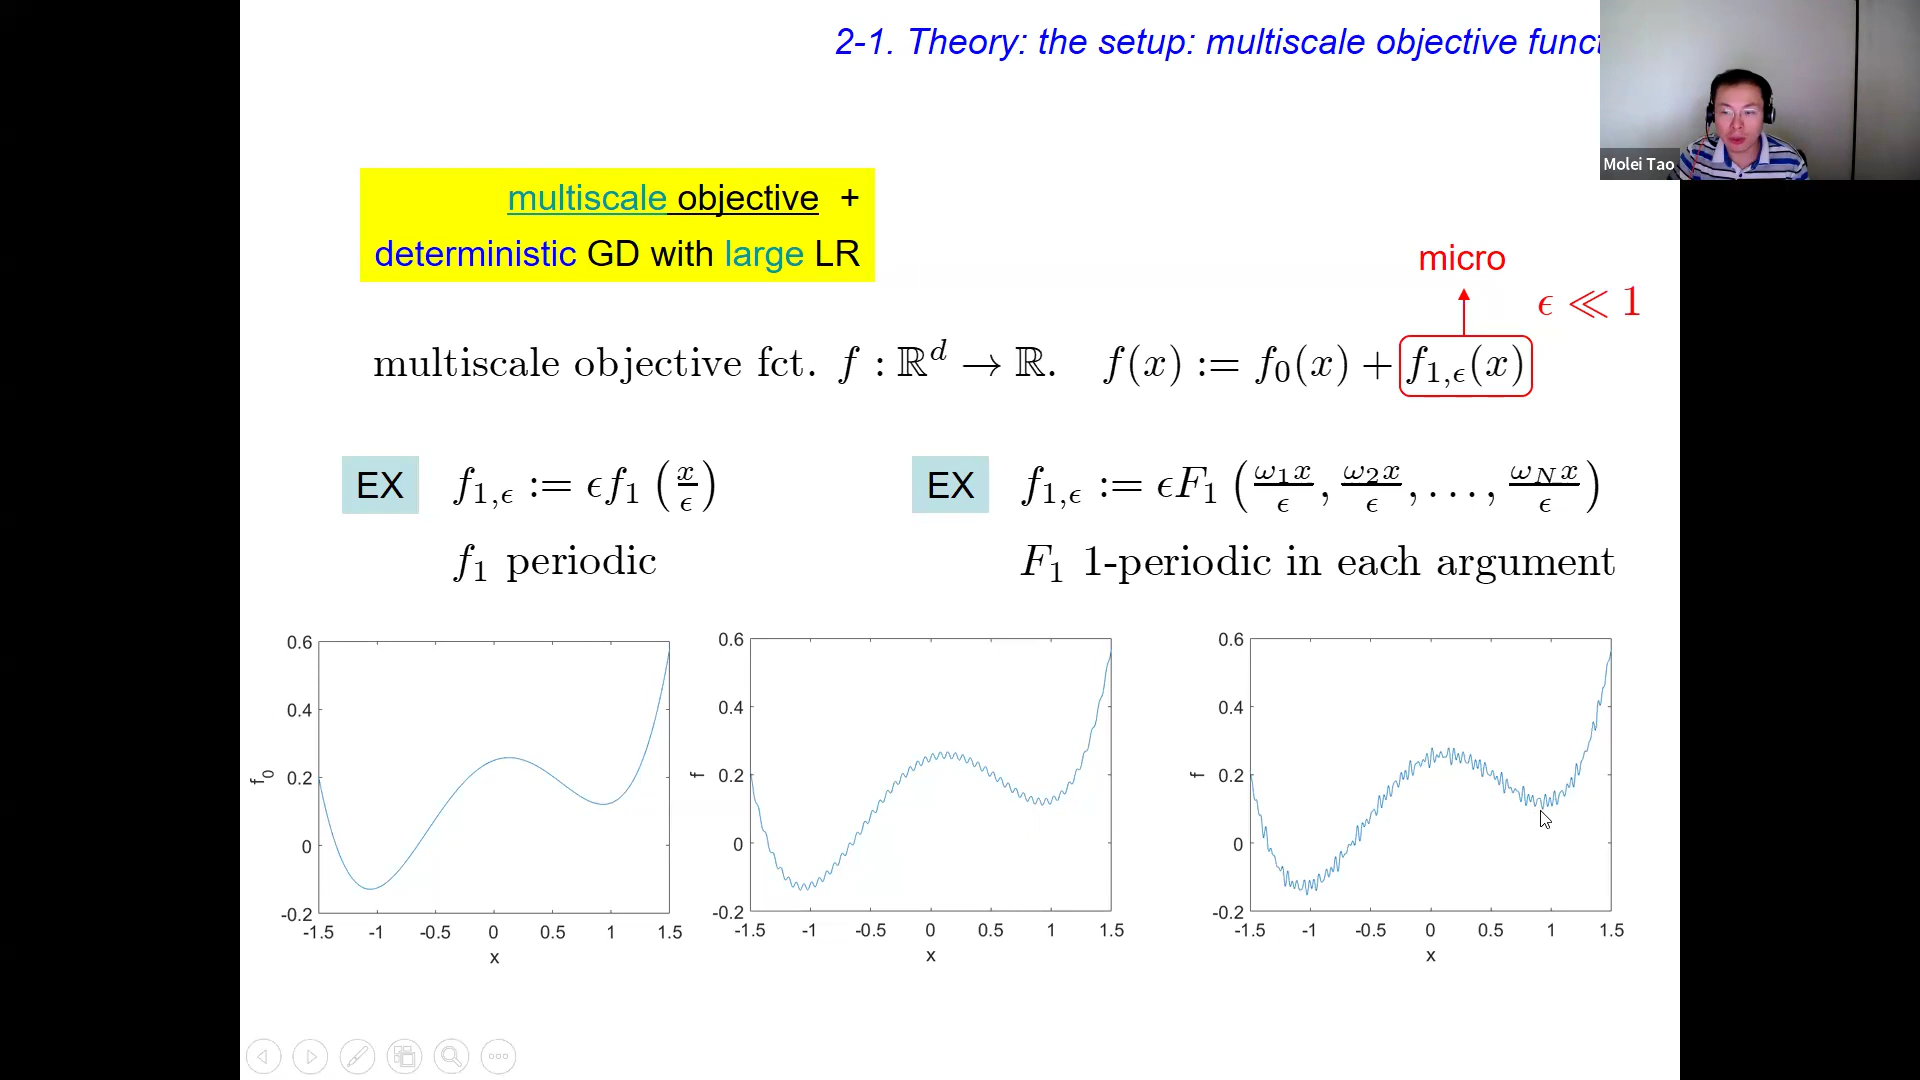 2-1. Theory: the setup: multiscale objective funct
Molei Tao
multiscale objective +
deterministic GD with large LR
micro
ϵ ≪ 1
multiscale objective fct. f : ℝ^d → ℝ. f(x) := f_0(x) + f_{1,ϵ}(x)
EX f_{1,ϵ} := ϵf_1 (x/ϵ)
f_1 periodic
EX f_{1,ϵ} := ϵF_1 (ω_1x/ϵ, ω_2x/ϵ, ..., ω_Nx/ϵ)
F_1 1-periodic in each argument
0.6
0.4
0.2
0
-0.2
f_0
-1.5 -1 -0.5 0 0.5 1 1.5
x
0.6
0.4
0.2
0
-0.2
f
-1.5 -1 -0.5 0 0.5 1 1.5
x
0.6
0.4
0.2
0
-0.2
f
-1.5 -1 -0.5 0 0.5 1 1.5
x